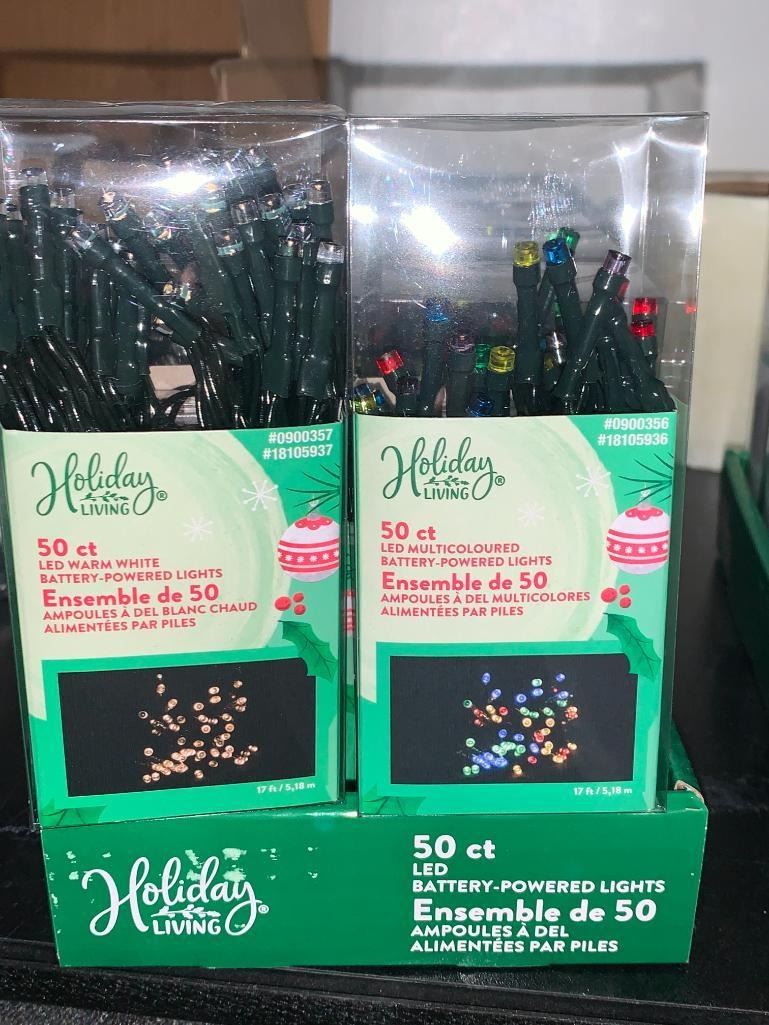 #0900357
#18105937
Holiday
LIVING®
50 ct
LED WARM WHITE
BATTERY-POWERED LIGHTS
Ensemble de 50
AMPOULES À DEL BLANC CHAUD
ALIMENTÉES PAR PILES
17 ft / 5,18 m
#0900356
#18105936
Holiday
LIVING®
50 ct
LED MULTICOLOURED
BATTERY-POWERED LIGHTS
Ensemble de 50
AMPOULES À DEL MULTICOLORES
ALIMENTÉES PAR PILES
17 ft / 5,18 m
Holiday
LIVING®
50 ct
LED
BATTERY-POWERED LIGHTS
Ensemble de 50
AMPOULES À DEL
ALIMENTÉES PAR PILES